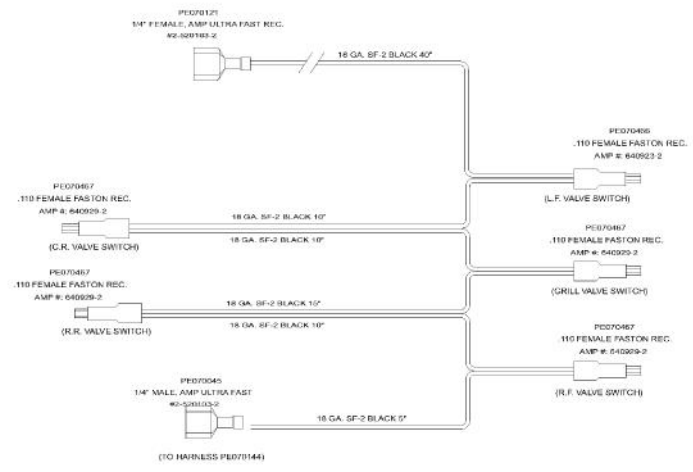 PE070121
1/4" FEMALE, AMP ULTRA FAST REC.
#2-520183-2
16 GA. SF-2 BLACK 40"
PE070466
.110 FEMALE FASTON REC.
AMP #: 640923-2
(L.F. VALVE SWITCH)
PE070467
.110 FEMALE FASTON REC.
AMP #: 640929-2
(C.R. VALVE SWITCH)
18 GA. SF-2 BLACK 10"
18 GA. SF-2 BLACK 10"
PE070467
.110 FEMALE FASTON REC.
AMP #: 640929-2
(GRILL VALVE SWITCH)
PE070467
.110 FEMALE FASTON REC.
AMP #: 640929-2
(R.R. VALVE SWITCH)
18 GA. SF-2 BLACK 15"
18 GA. SF-2 BLACK 10"
PE070467
.110 FEMALE FASTON REC.
AMP #: 640929-2
(R.F. VALVE SWITCH)
PE070045
1/4" MALE, AMP ULTRA FAST
#2-520103-2
18 GA. SF-2 BLACK 6"
(TO HARNESS PE070144)